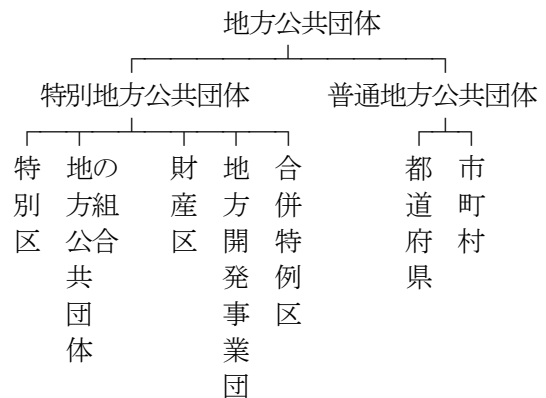 地方公共団体
特別地方公共団体
普通地方公共団体
特別区
地方公共団体
の組合
財産区
地方開発事業団
合併特例区
都道府県
市町村